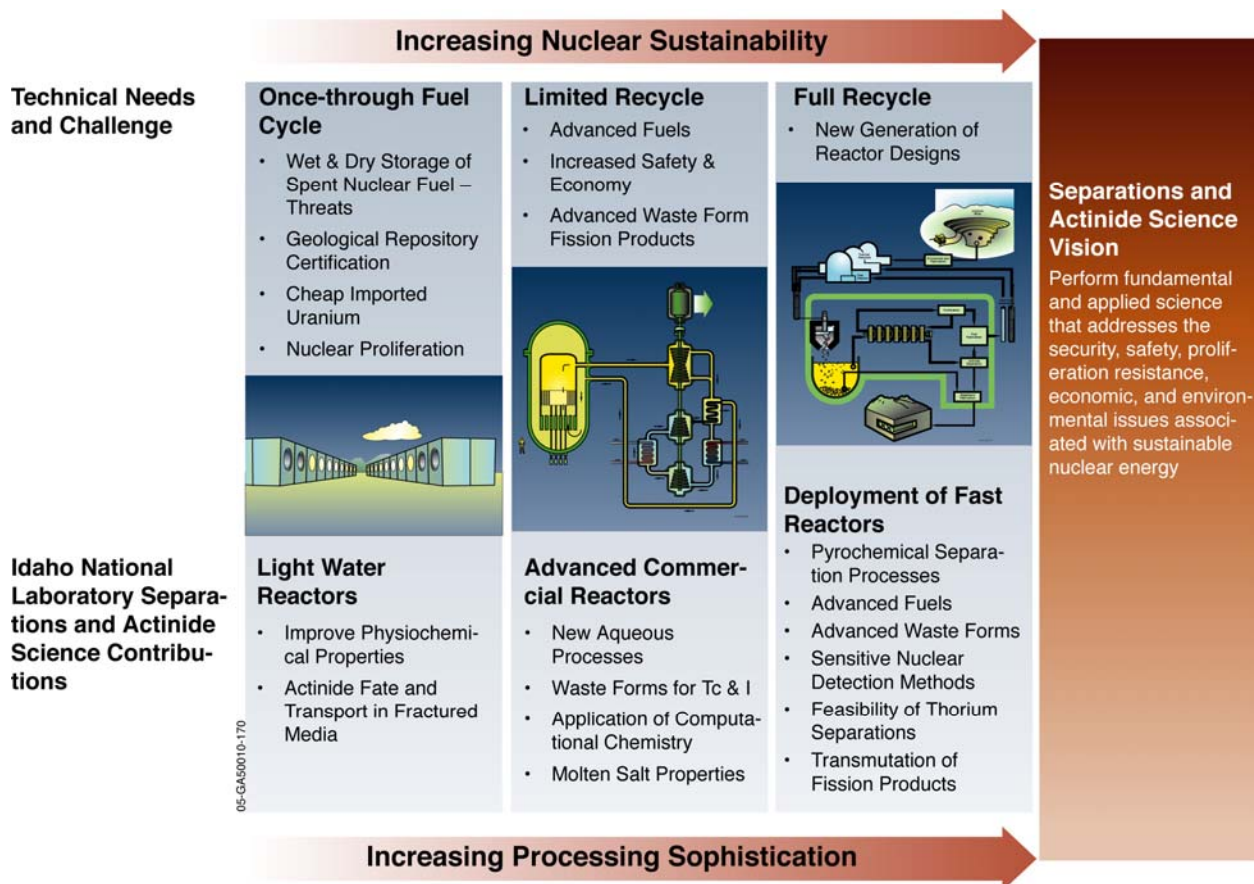 Increasing Nuclear Sustainability
Technical Needs
and Challenge
Once-through Fuel
Cycle
• Wet & Dry Storage of
Spent Nuclear Fuel –
Threats
• Geological Repository
Certification
• Cheap Imported
Uranium
• Nuclear Proliferation
Limited Recycle
• Advanced Fuels
• Increased Safety &
Economy
• Advanced Waste Form
Fission Products
Full Recycle
• New Generation of
Reactor Designs
Idaho National
Laboratory Separa-
tions and Actinide
Science Contribu-
tions
Light Water
Reactors
• Improve Physiochemi-
cal Properties
• Actinide Fate and
Transport in Fractured
Media
Advanced Commer-
cial Reactors
• New Aqueous
Processes
• Waste Forms for Tc & I
• Application of Computa-
tional Chemistry
• Molten Salt Properties
Deployment of Fast
Reactors
• Pyrochemical Separa-
tion Processes
• Advanced Fuels
• Advanced Waste Forms
• Sensitive Nuclear
Detection Methods
• Feasibility of Thorium
Separations
• Transmutation of
Fission Products
Separations and
Actinide Science
Vision
Perform fundamental
and applied science
that addresses the
security, safety, prolif-
eration resistance,
economic, and environ-
mental issues associ-
ated with sustainable
nuclear energy
05-GA50010-170
Increasing Processing Sophistication